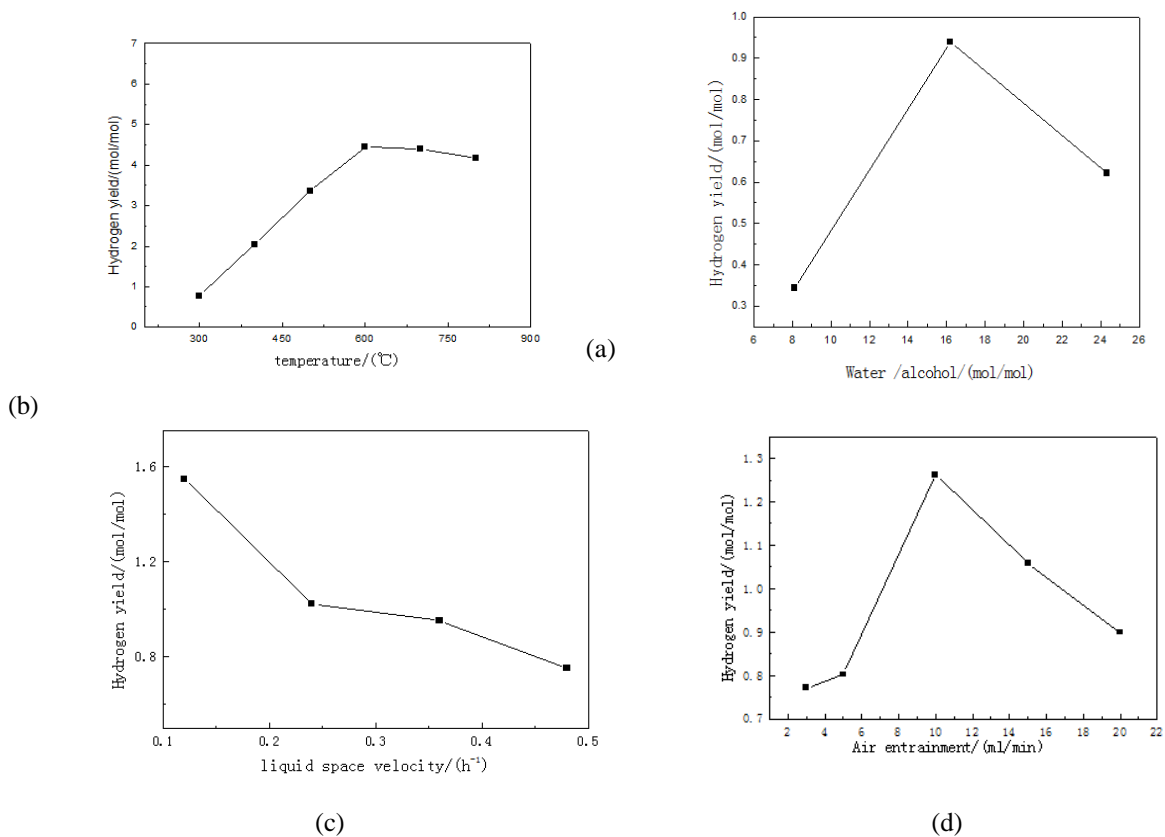 7
6
5
4
3
2
1
0
Hydrogen yield/(mol/mol)
300 450 600 750 900
temperature/(℃)
(a)
1.0
0.9
0.8
0.7
0.6
0.5
0.4
0.3
Hydrogen yield/(mol/mol)
6 8 10 12 14 16 18 20 22 24 26
Water /alcohol/(mol/mol)
(b)
1.6
1.2
0.8
Hydrogen yield/(mol/mol)
0.1 0.2 0.3 0.4 0.5
liquid space velocity/(h⁻¹)
(c)
1.3
1.2
1.1
1.0
0.9
0.8
0.7
Hydrogen yield/(mol/mol)
2 4 6 8 10 12 14 16 18 20 22
Air entrainment/(ml/min)
(d)